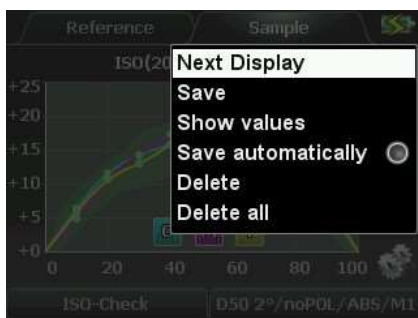 Reference Sample
ISO(20
Next Display
Save
Show values
Save automatically
Delete
Delete all
+25
+20
+15
+10
+5
+0
0 20 40 60 80 100
ISO-Check D50 2°/noPOL/ABS/M1